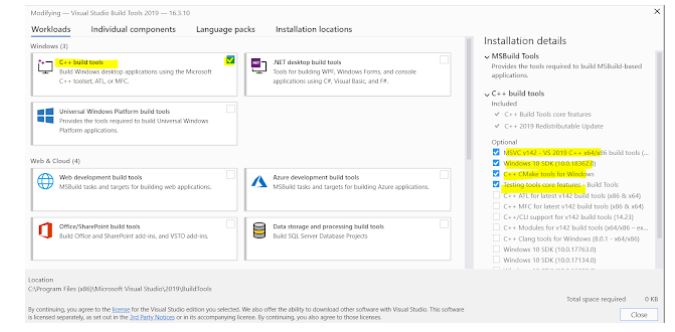 Modifying — Visual Studio Build Tools 2019 — 16.3.10
Workloads Individual components Language packs Installation locations
Windows (3)
C++ build tools
Build Windows desktop applications using the Microsoft
C++ toolset, ATL, or MFC.
.NET desktop build tools
Tools for building WPF, Windows Forms, and console
applications using C#, Visual Basic, and F#.
Universal Windows Platform build tools
Provides the tools required to build Universal Windows
Platform applications.
Web & Cloud (4)
Web development build tools
MSBuild tasks and targets for building web applications.
Azure development build tools
MSBuild tasks and targets for building Azure applications.
Office/SharePoint build tools
Build Office and SharePoint add-ins, and VSTO add-ins.
Data storage and processing build tools
Build SQL Server Database Projects
Installation details
MSBuild Tools
Provides the tools required to build MSBuild-based
applications.
C++ build tools
Included
C++ Build Tools core features
C++ 2019 Redistributable Update
Optional
MSVC v142 - VS 2019 C++ x64/x86 build tools (...
Windows 10 SDK (10.0.18362.0)
C++ CMake tools for Windows
Testing tools core features - Build Tools
C++ ATL for latest v142 build tools (x86 & x64)
C++ MFC for latest v142 build tools (x86 & x64)
C++/CLI support for v142 build tools (14.23)
C++ Modules for v142 build tools (x64/x86 – ex...
C++ Clang tools for Windows (8.0.1 - x64/x86)
Windows 10 SDK (10.0.17763.0)
Windows 10 SDK (10.0.17134.0)
Location
C:\Program Files (x86)\Microsoft Visual Studio\2019\BuildTools
Total space required 0 KB
By continuing, you agree to the license for the Visual Studio edition you selected. We also offer the ability to download other software with Visual Studio. This software
is licensed separately, as set out in the 3rd Party Notices or in its accompanying license. By continuing, you also agree to those licenses.
Close